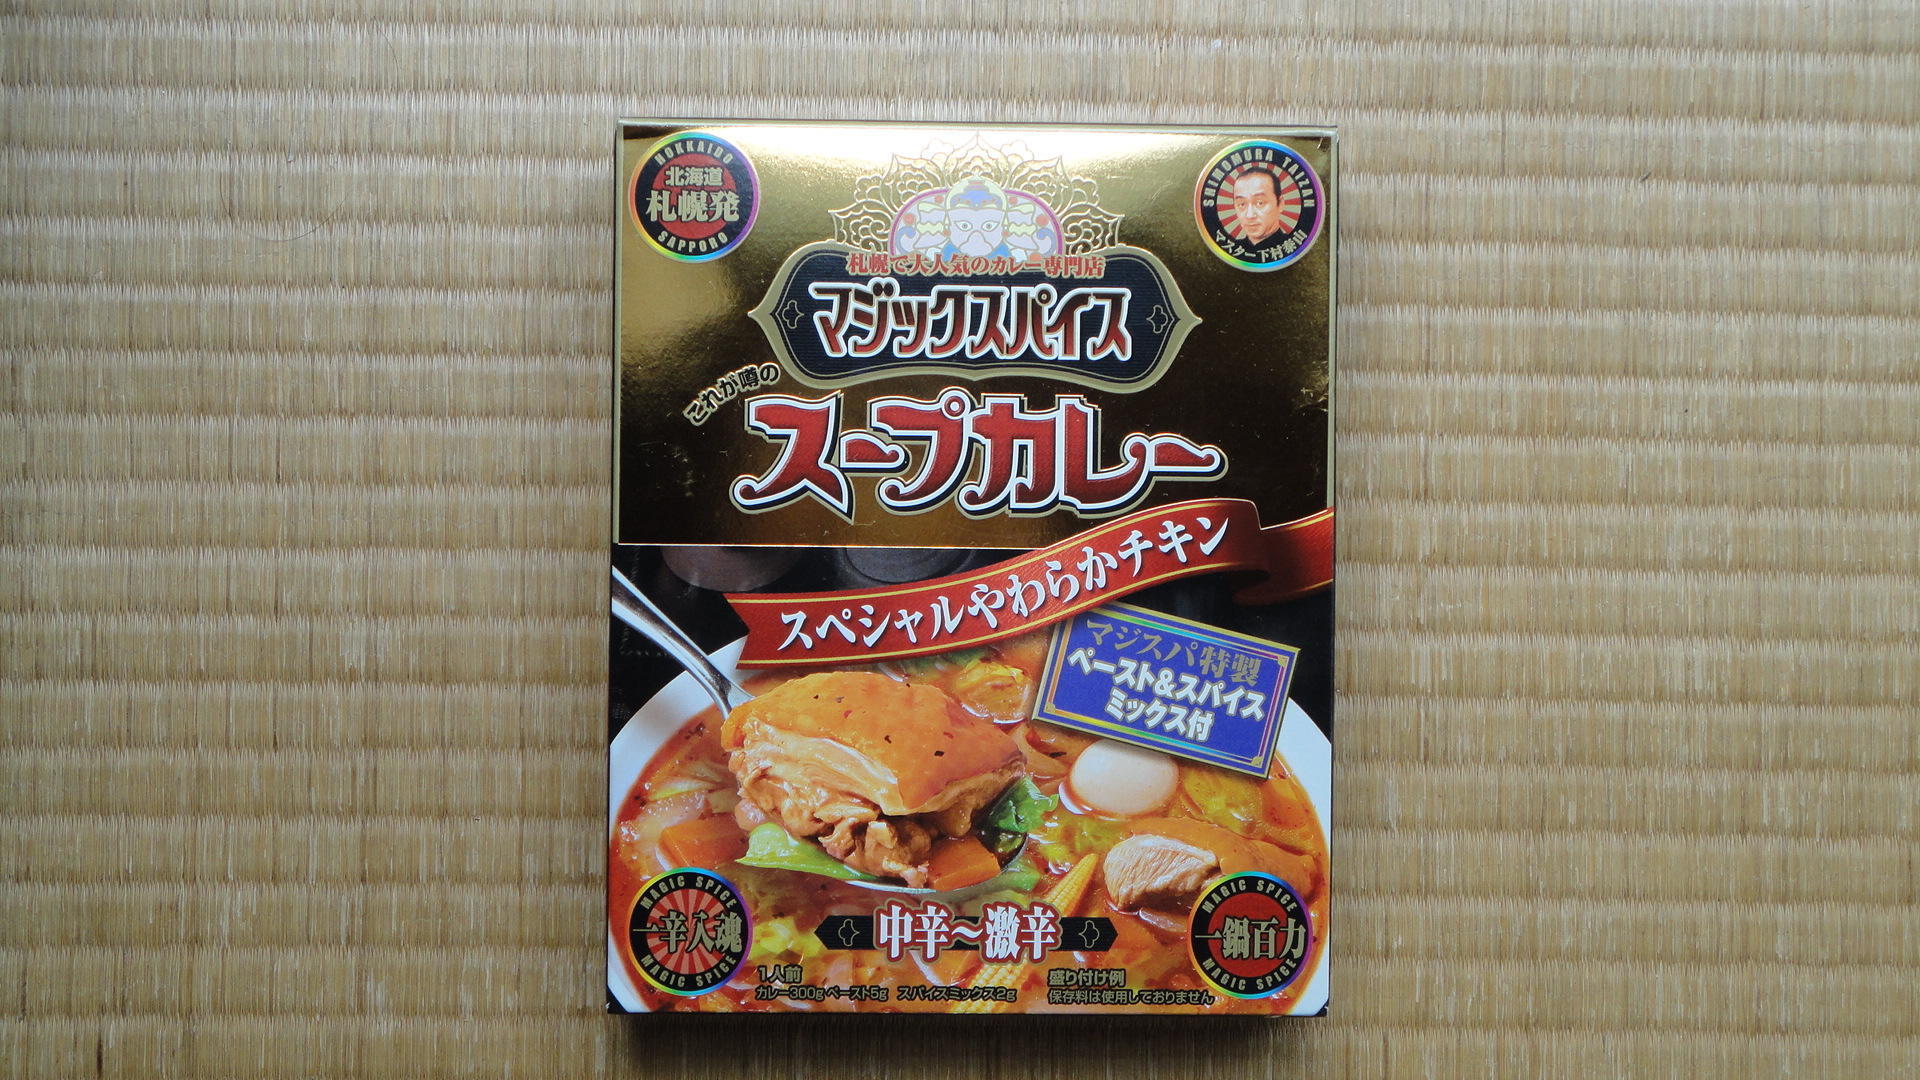 HOKKAIDO
北海道
札幌発
SAPPORO
SHIMOMURA TAIZAN
マスター下村泰山
札幌で大人気のカレー専門店
マジックスパイス
これが噂の
スープカレー
スペシャルやわらかチキン
マジスパ特製
ペースト&スパイス
ミックス付
MAGIC SPICE
一辛入魂
MAGIC SPICE
中辛～激辛
MAGIC SPICE
一鍋百力
MAGIC SPICE
1人前
カレー300g ペースト5g スパイスミックス2g
盛り付け例
保存料は使用しておりません